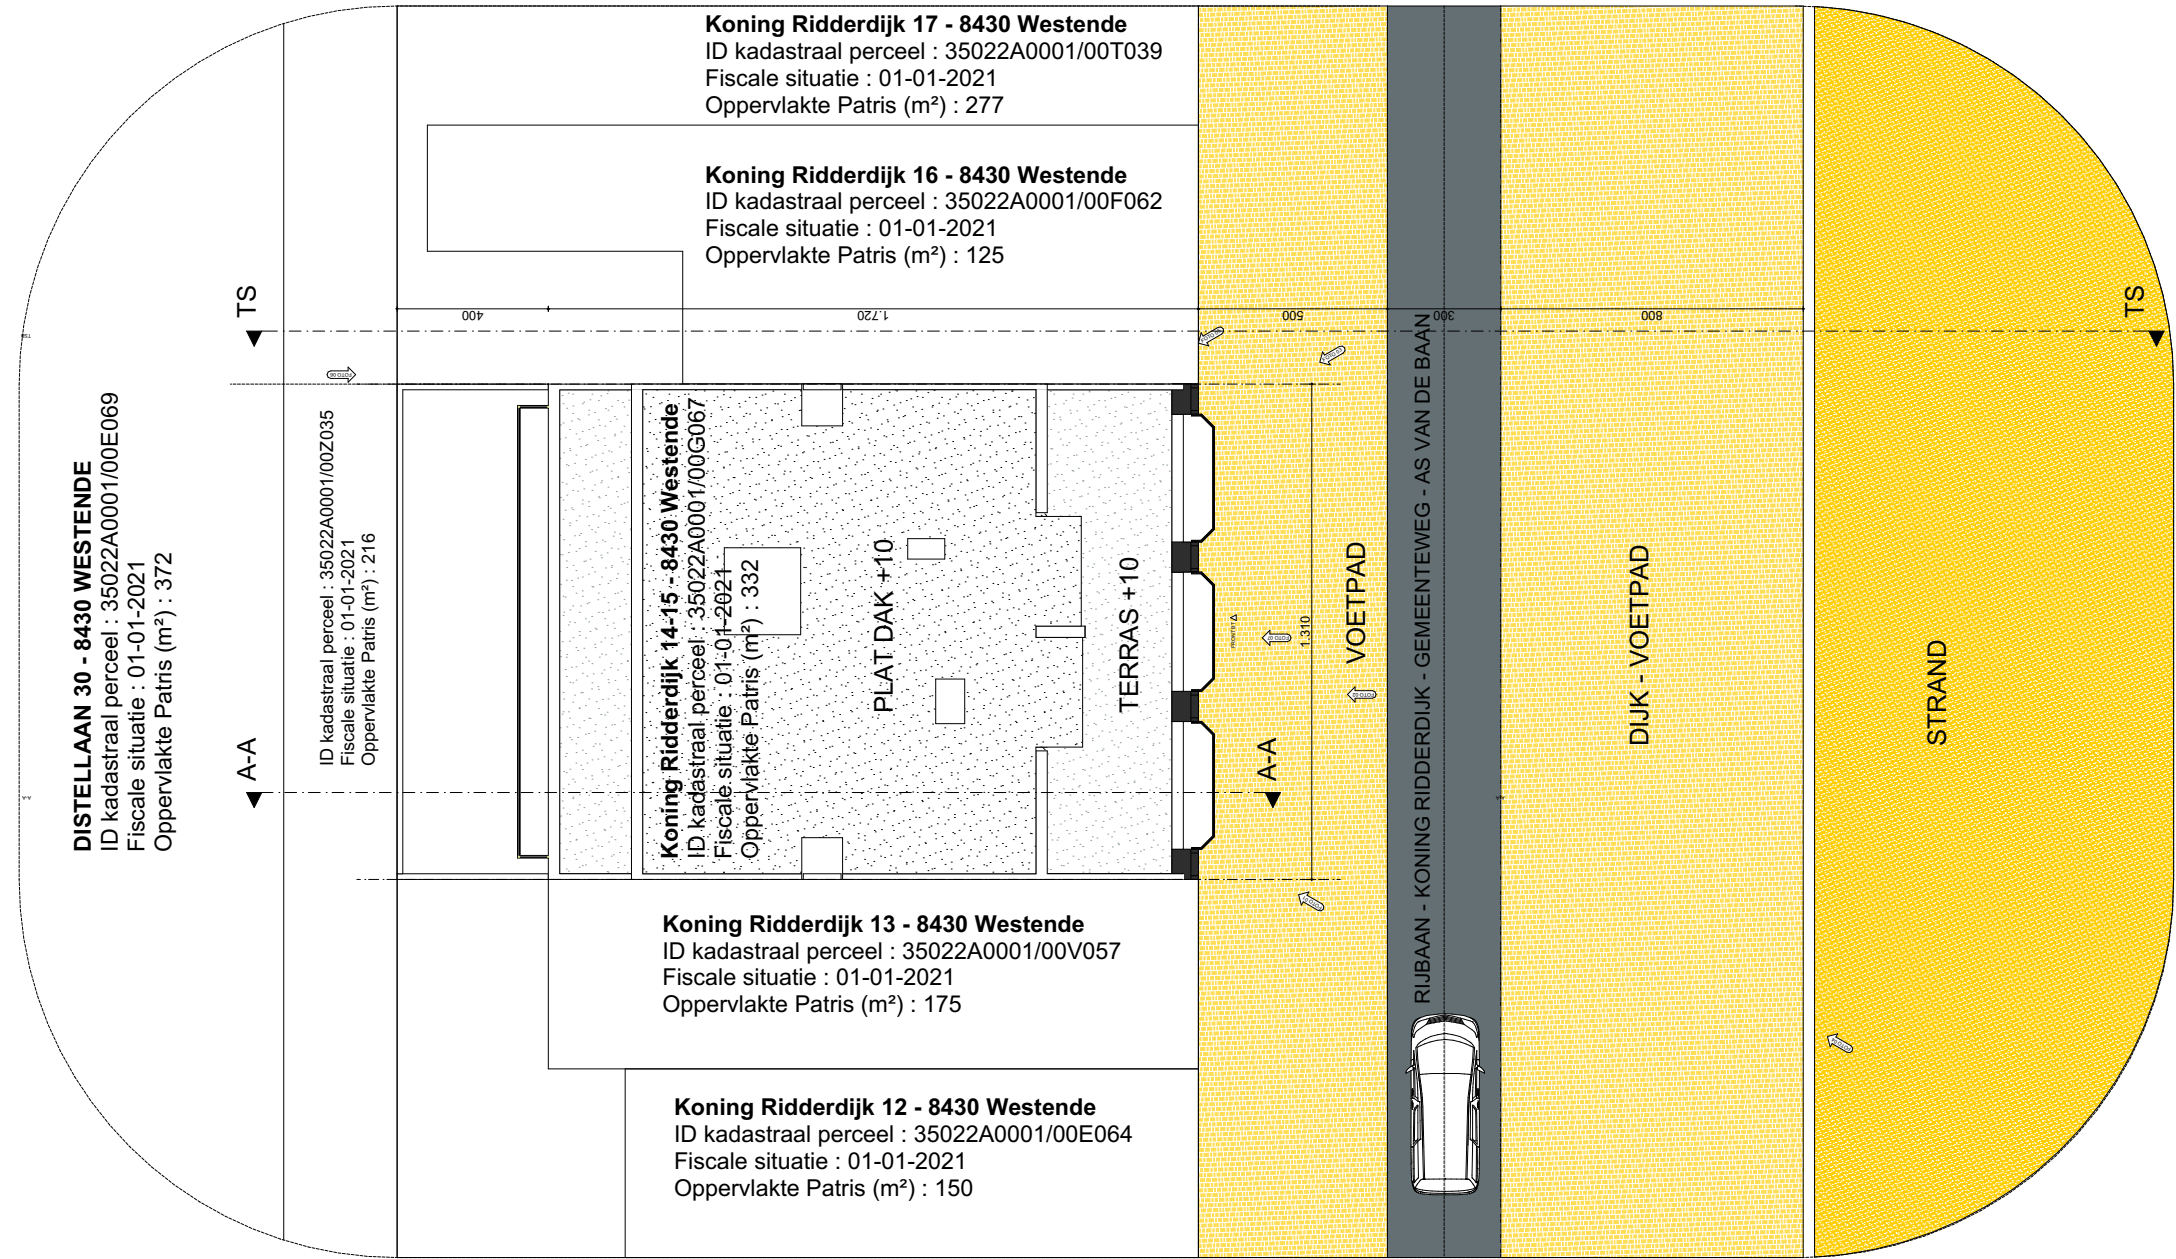 Koning Ridderdijk 17 - 8430 Westende
ID kadastraal perceel : 35022A0001/00T039
Fiscale situatie : 01-01-2021
Oppervlakte Patris (m²) : 277
Koning Ridderdijk 16 - 8430 Westende
ID kadastraal perceel : 35022A0001/00F062
Fiscale situatie : 01-01-2021
Oppervlakte Patris (m²) : 125
TS
TS
400
1.720
500
300
800
DISTELLAAN 30 - 8430 WESTENDE
ID kadastraal perceel : 35022A0001/00E069
Fiscale situatie : 01-01-2021
Oppervlakte Patris (m²) : 372
ID kadastraal perceel : 35022A0001/00Z035
Fiscale situatie : 01-01-2021
Oppervlakte Patris (m²) : 216
Koning Ridderdijk 14-15 - 8430 Westende
ID kadastraal perceel : 35022A0001/00G067
Fiscale situatie : 01-01-2021
Oppervlakte Patris (m²) : 332
PLAT DAK +10
TERRAS +10
1.310
VOETPAD
RIJBAAN - KONING RIDDERDIJK - GEMEENTEWEG - AS VAN DE BAAN
DIJK - VOETPAD
STRAND
A-A
A-A
Koning Ridderdijk 13 - 8430 Westende
ID kadastraal perceel : 35022A0001/00V057
Fiscale situatie : 01-01-2021
Oppervlakte Patris (m²) : 175
Koning Ridderdijk 12 - 8430 Westende
ID kadastraal perceel : 35022A0001/00E064
Fiscale situatie : 01-01-2021
Oppervlakte Patris (m²) : 150